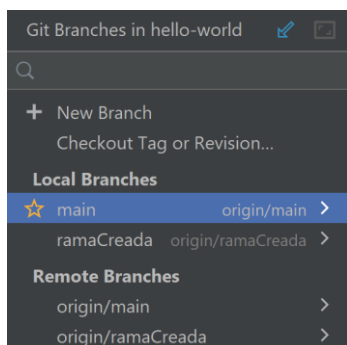 Git Branches in hello-world
New Branch
Checkout Tag or Revision...
Local Branches
main origin/main
ramaCreada origin/ramaCreada
Remote Branches
origin/main
origin/ramaCreada